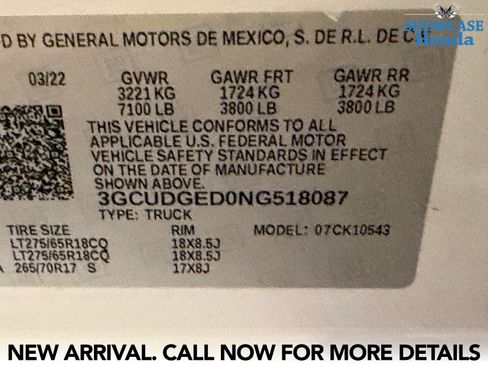 SHOWCASE
Honda
D BY GENERAL MOTORS DE MEXICO, S. DE R.L. DE C.V.
03/22 GVWR GAWR FRT GAWR RR
3221 KG 1724 KG 1724 KG
7100 LB 3800 LB 3800 LB
THIS VEHICLE CONFORMS TO ALL
APPLICABLE U.S. FEDERAL MOTOR
VEHICLE SAFETY STANDARDS IN EFFECT
ON THE DATE OF MANUFACTURE
SHOWN ABOVE.
3GCUDGED0NG518087
TYPE: TRUCK
TIRE SIZE RIM MODEL: 07CK10543
LT275/65R18CQ 18X8.5J
LT275/65R18CQ 18X8.5J
A 265/70R17 S 17X8J
NEW ARRIVAL. CALL NOW FOR MORE DETAILS